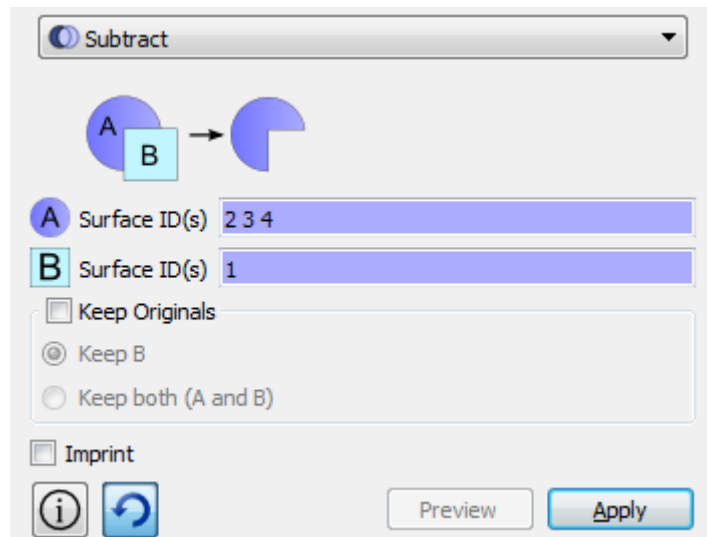 Subtract
A
B
A Surface ID(s) 2 3 4
B Surface ID(s) 1
Keep Originals
Keep B
Keep both (A and B)
Imprint
i Preview Apply